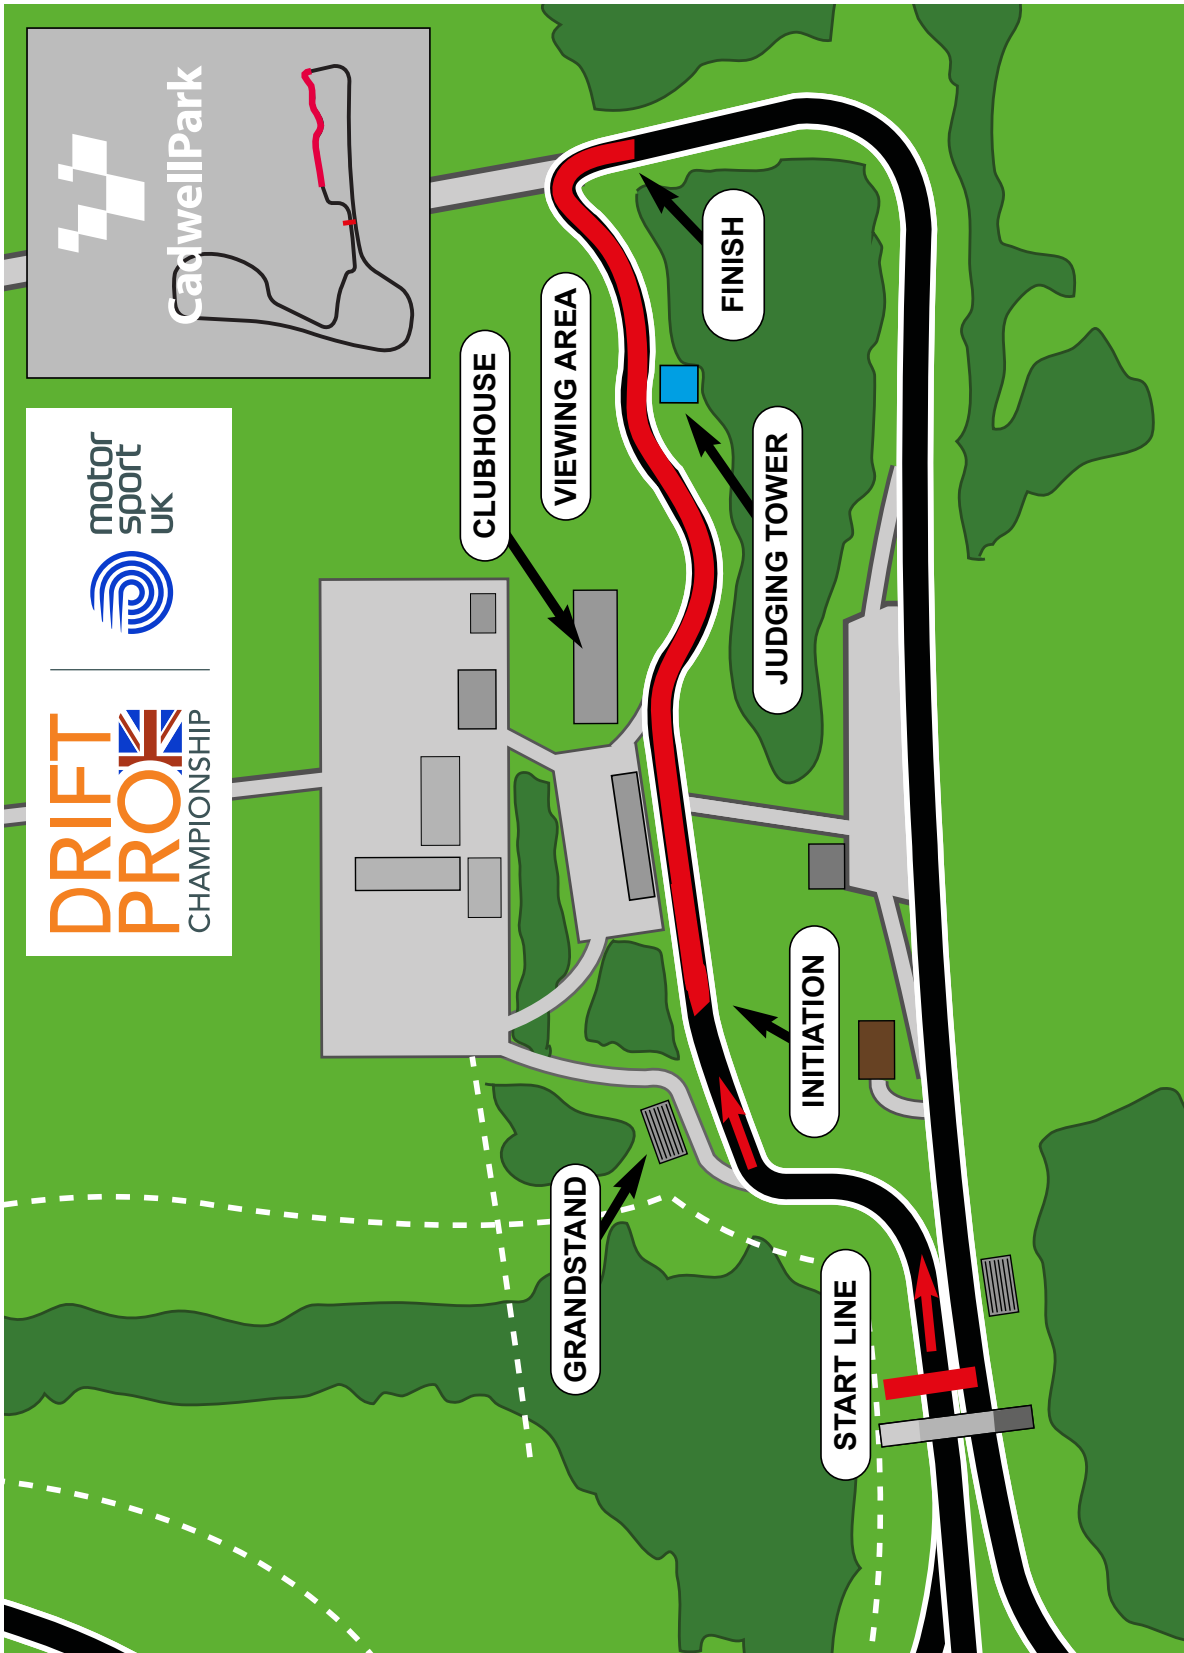 DRIFT
PRO
CHAMPIONSHIP
motor
sport
UK
CadwellPark
CLUBHOUSE
VIEWING AREA
FINISH
JUDGING TOWER
INITIATION
GRANDSTAND
START LINE